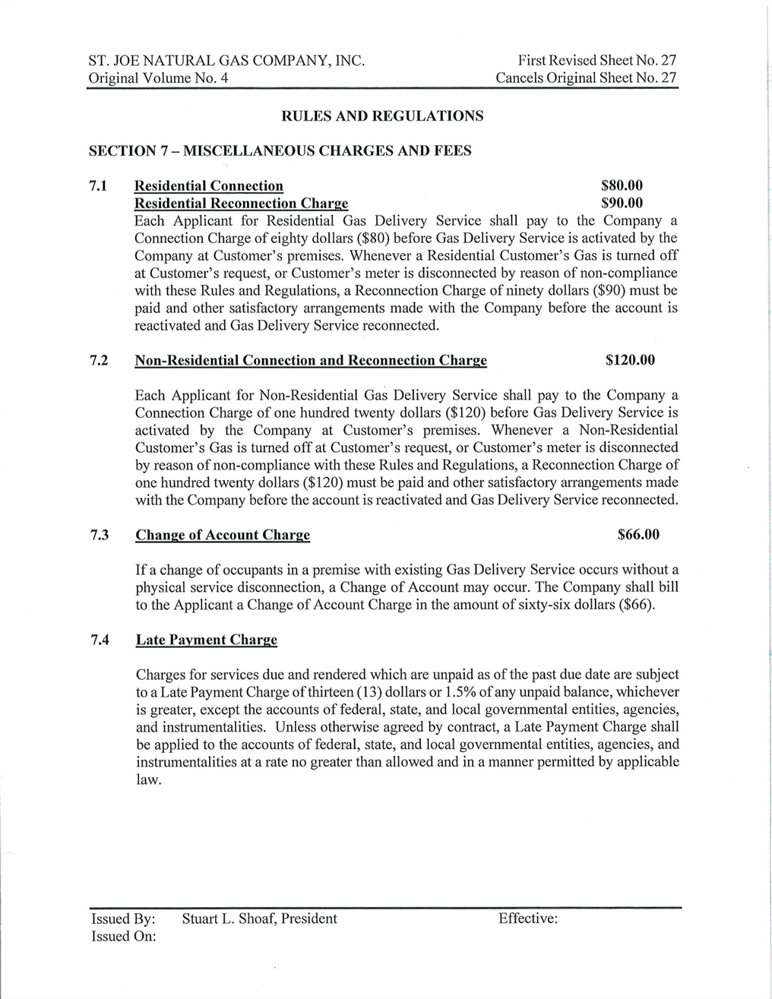 ST. JOE NATURAL GAS COMPANY, INC. First Revised Sheet No. 27
Original Volume No. 4 Cancels Original Sheet No. 27
RULES AND REGULATIONS
SECTION 7 – MISCELLANEOUS CHARGES AND FEES
7.1 Residential Connection $80.00
Residential Reconnection Charge $90.00
Each Applicant for Residential Gas Delivery Service shall pay to the Company a
Connection Charge of eighty dollars ($80) before Gas Delivery Service is activated by the
Company at Customer's premises. Whenever a Residential Customer's Gas is turned off
at Customer's request, or Customer's meter is disconnected by reason of non-compliance
with these Rules and Regulations, a Reconnection Charge of ninety dollars ($90) must be
paid and other satisfactory arrangements made with the Company before the account is
reactivated and Gas Delivery Service reconnected.
7.2 Non-Residential Connection and Reconnection Charge $120.00
Each Applicant for Non-Residential Gas Delivery Service shall pay to the Company a
Connection Charge of one hundred twenty dollars ($120) before Gas Delivery Service is
activated by the Company at Customer's premises. Whenever a Non-Residential
Customer's Gas is turned off at Customer's request, or Customer's meter is disconnected
by reason of non-compliance with these Rules and Regulations, a Reconnection Charge of
one hundred twenty dollars ($120) must be paid and other satisfactory arrangements made
with the Company before the account is reactivated and Gas Delivery Service reconnected.
7.3 Change of Account Charge $66.00
If a change of occupants in a premise with existing Gas Delivery Service occurs without a
physical service disconnection, a Change of Account may occur. The Company shall bill
to the Applicant a Change of Account Charge in the amount of sixty-six dollars ($66).
7.4 Late Payment Charge
Charges for services due and rendered which are unpaid as of the past due date are subject
to a Late Payment Charge of thirteen (13) dollars or 1.5% of any unpaid balance, whichever
is greater, except the accounts of federal, state, and local governmental entities, agencies,
and instrumentalities. Unless otherwise agreed by contract, a Late Payment Charge shall
be applied to the accounts of federal, state, and local governmental entities, agencies, and
instrumentalities at a rate no greater than allowed and in a manner permitted by applicable
law.
Issued By: Stuart L. Shoaf, President Effective:
Issued On: